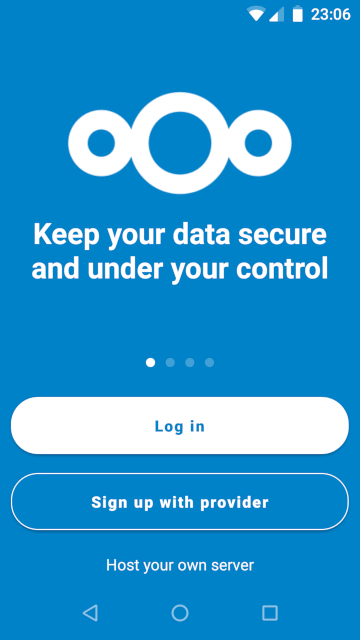 23:06
Keep your data secure
and under your control
Log in
Sign up with provider
Host your own server